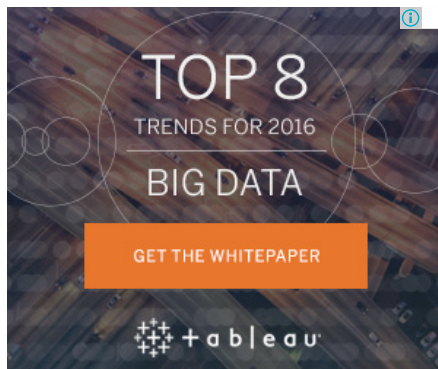 TOP 8
TRENDS FOR 2016
BIG DATA
GET THE WHITEPAPER
+ableau